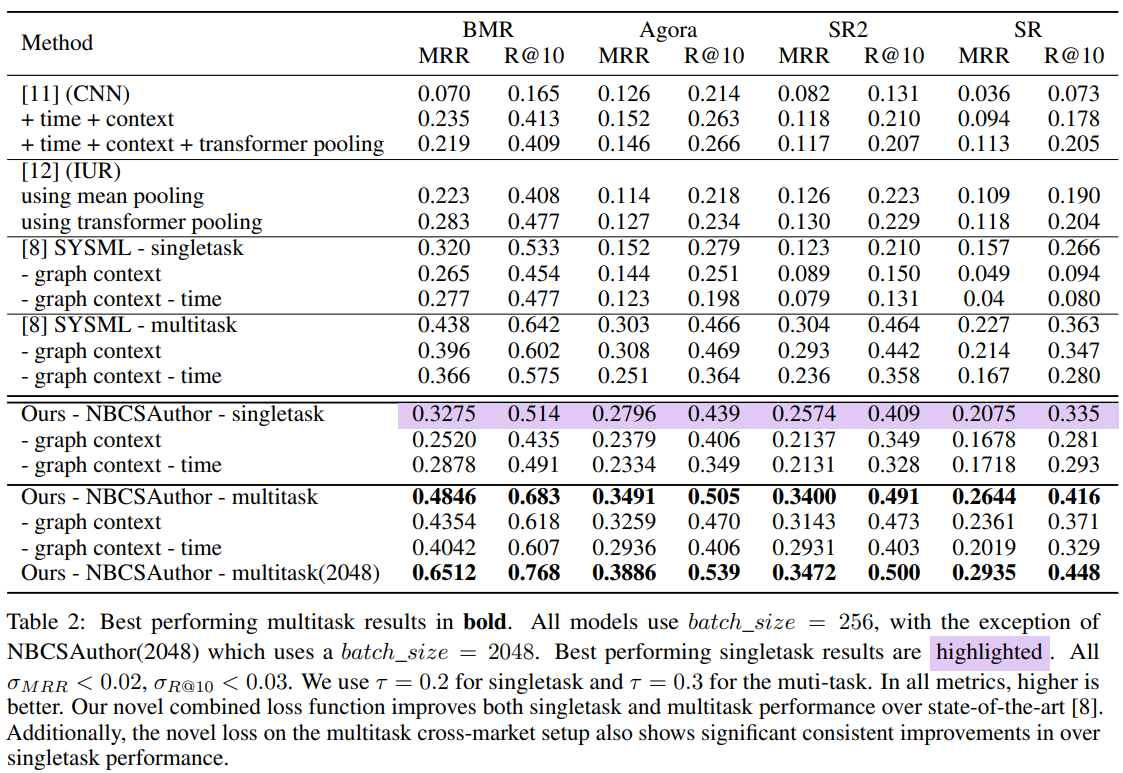 Method BMR Agora SR2 SR
MRR R@10 MRR R@10 MRR R@10 MRR R@10
[11] (CNN) 0.070 0.165 0.126 0.214 0.082 0.131 0.036 0.073
+ time + context 0.235 0.413 0.152 0.263 0.118 0.210 0.094 0.178
+ time + context + transformer pooling 0.219 0.409 0.146 0.266 0.117 0.207 0.113 0.205
[12] (IUR)
using mean pooling 0.223 0.408 0.114 0.218 0.126 0.223 0.109 0.190
using transformer pooling 0.283 0.477 0.127 0.234 0.130 0.229 0.118 0.204
[8] SYSML - singletask 0.320 0.533 0.152 0.279 0.123 0.210 0.157 0.266
- graph context 0.265 0.454 0.144 0.251 0.089 0.150 0.049 0.094
- graph context - time 0.277 0.477 0.123 0.198 0.079 0.131 0.04 0.080
[8] SYSML - multitask 0.438 0.642 0.303 0.466 0.304 0.464 0.227 0.363
- graph context 0.396 0.602 0.308 0.469 0.293 0.442 0.214 0.347
- graph context - time 0.366 0.575 0.251 0.364 0.236 0.358 0.167 0.280
Ours - NBCSAuthor - singletask 0.3275 0.514 0.2796 0.439 0.2574 0.409 0.2075 0.335
- graph context 0.2520 0.435 0.2379 0.406 0.2137 0.349 0.1678 0.281
- graph context - time 0.2878 0.491 0.2334 0.349 0.2131 0.328 0.1718 0.293
Ours - NBCSAuthor - multitask 0.4846 0.683 0.3491 0.505 0.3400 0.491 0.2644 0.416
- graph context 0.4354 0.618 0.3259 0.470 0.3143 0.473 0.2361 0.371
- graph context - time 0.4042 0.607 0.2936 0.406 0.2931 0.403 0.2019 0.329
Ours - NBCSAuthor - multitask(2048) 0.6512 0.768 0.3886 0.539 0.3472 0.500 0.2935 0.448
Table 2: Best performing multitask results in bold. All models use batch_size = 256, with the exception of
NBCSAuthor(2048) which uses a batch_size = 2048. Best performing singletask results are highlighted . All
σMRR < 0.02, σR@10 < 0.03. We use τ = 0.2 for singletask and τ = 0.3 for the muti-task. In all metrics, higher is
better. Our novel combined loss function improves both singletask and multitask performance over state-of-the-art [8].
Additionally, the novel loss on the multitask cross-market setup also shows significant consistent improvements in over
singletask performance.